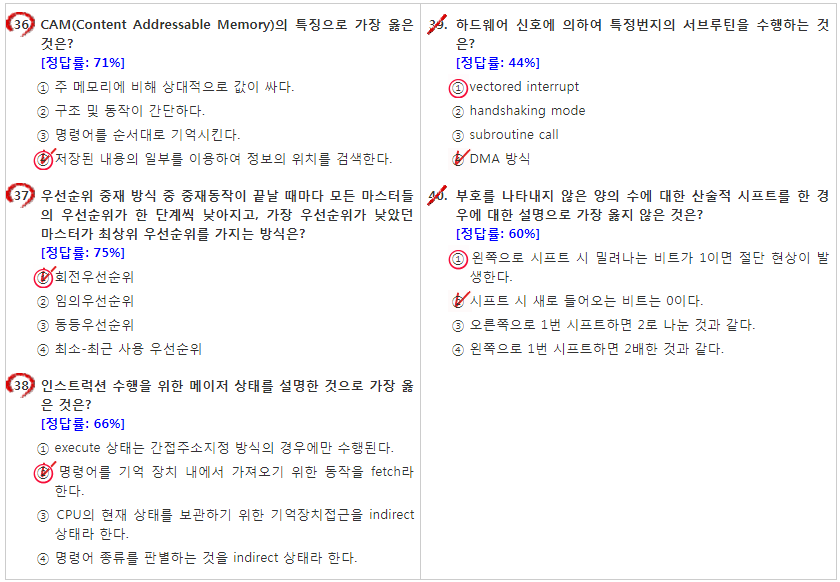 36. CAM(Content Addressable Memory)의 특징으로 가장 옳은
것은?
[정답률: 71%]
① 주 메모리에 비해 상대적으로 값이 싸다.
② 구조 및 동작이 간단하다.
③ 명령어를 순서대로 기억시킨다.
④ 저장된 내용의 일부를 이용하여 정보의 위치를 검색한다.
37. 우선순위 중재 방식 중 중재동작이 끝날 때마다 모든 마스터들
의 우선순위가 한 단계씩 낮아지고, 가장 우선순위가 낮았던
마스터가 최상위 우선순위를 가지는 방식은?
[정답률: 75%]
① 회전우선순위
② 임의우선순위
③ 동등우선순위
④ 최소-최근 사용 우선순위
38. 인스트럭션 수행을 위한 메이저 상태를 설명한 것으로 가장 옳
은 것은?
[정답률: 66%]
① execute 상태는 간접주소지정 방식의 경우에만 수행된다.
② 명령어를 기억 장치 내에서 가져오기 위한 동작을 fetch라
한다.
③ CPU의 현재 상태를 보관하기 위한 기억장치접근을 indirect
상태라 한다.
④ 명령어 종류를 판별하는 것을 indirect 상태라 한다.
39. 하드웨어 신호에 의하여 특정번지의 서브루틴을 수행하는 것
은?
[정답률: 44%]
① vectored interrupt
② handshaking mode
③ subroutine call
④ DMA 방식
40. 부호를 나타내지 않은 양의 수에 대한 산술적 시프트를 한 경
우에 대한 설명으로 가장 옳지 않은 것은?
[정답률: 60%]
① 왼쪽으로 시프트 시 밀려나는 비트가 1이면 절단 현상이 발
생한다.
② 시프트 시 새로 들어오는 비트는 0이다.
③ 오른쪽으로 1번 시프트하면 2로 나눈 것과 같다.
④ 왼쪽으로 1번 시프트하면 2배한 것과 같다.